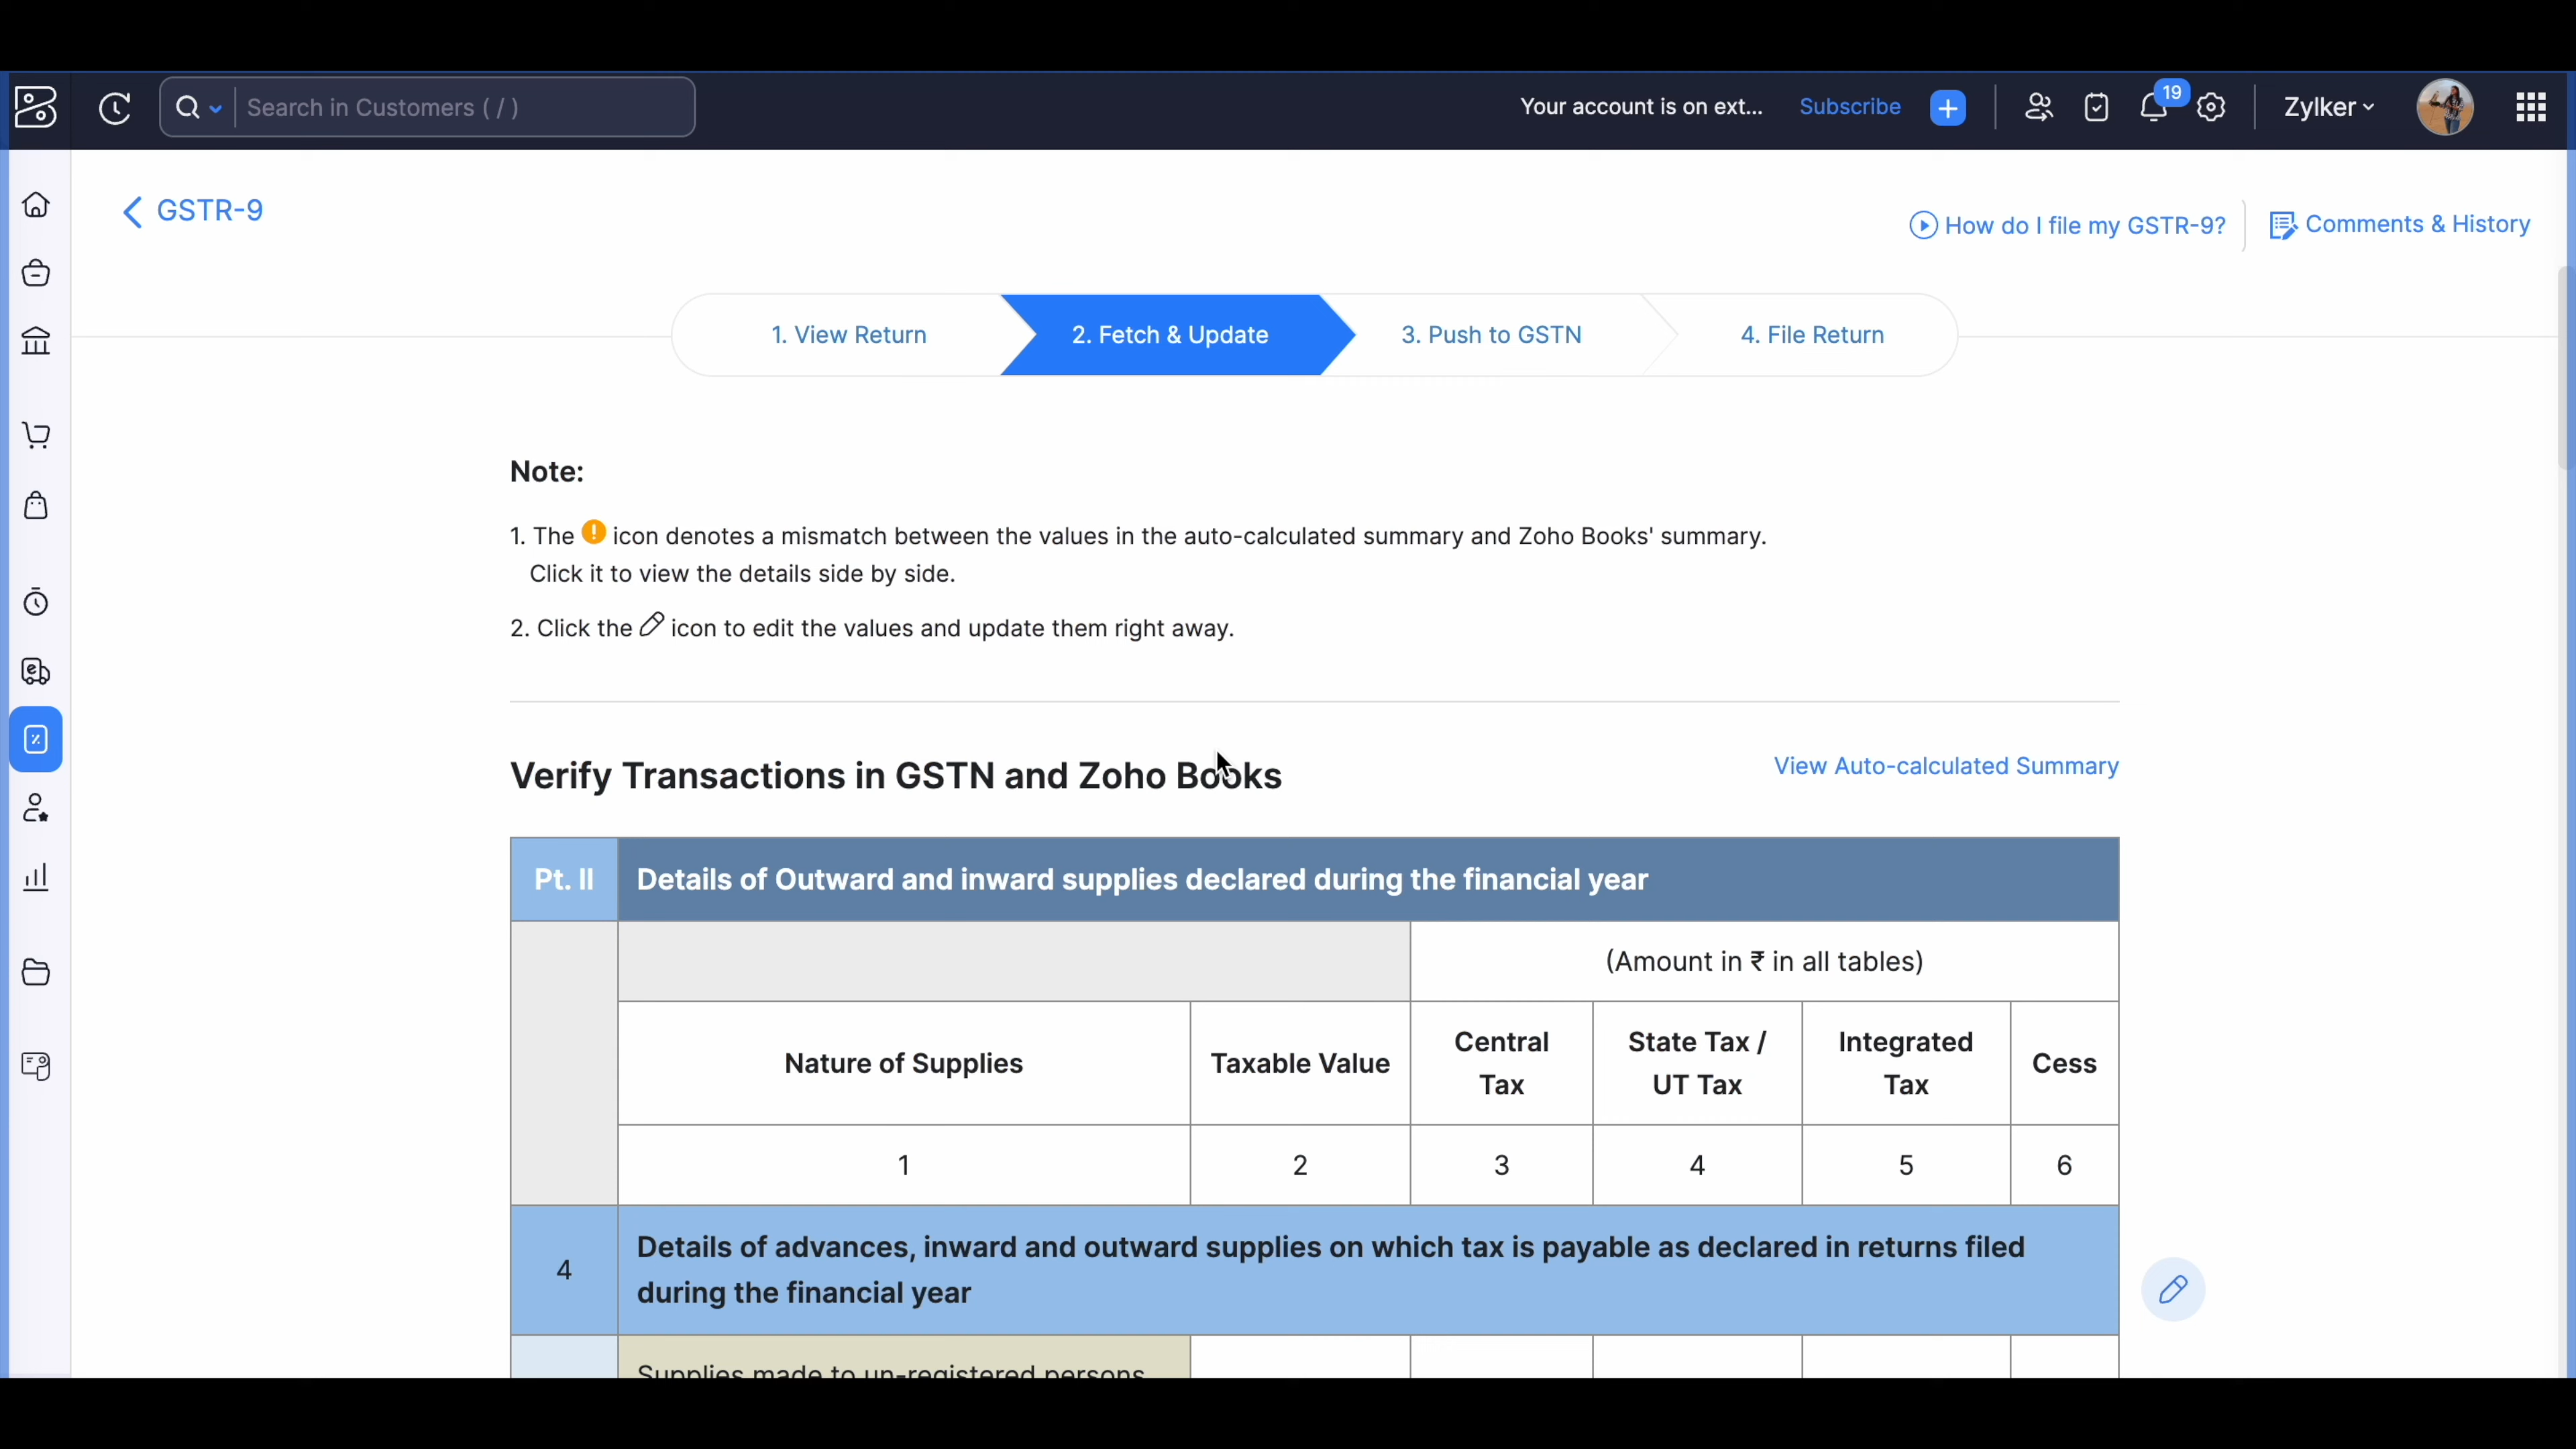 Search in Customers ( / )
Your account is on ext...
Subscribe
19
Zylker
GSTR-9
How do I file my GSTR-9?
Comments & History
1. View Return
2. Fetch & Update
3. Push to GSTN
4. File Return
Note:
1. The ! icon denotes a mismatch between the values in the auto-calculated summary and Zoho Books' summary.
Click it to view the details side by side.
2. Click the icon to edit the values and update them right away.
Verify Transactions in GSTN and Zoho Books
View Auto-calculated Summary
Pt. II
Details of Outward and inward supplies declared during the financial year
(Amount in ₹ in all tables)
Nature of Supplies
Taxable Value
Central
Tax
State Tax /
UT Tax
Integrated
Tax
Cess
1
2
3
4
5
6
4
Details of advances, inward and outward supplies on which tax is payable as declared in returns filed
during the financial year
Supplies made to un-registered persons